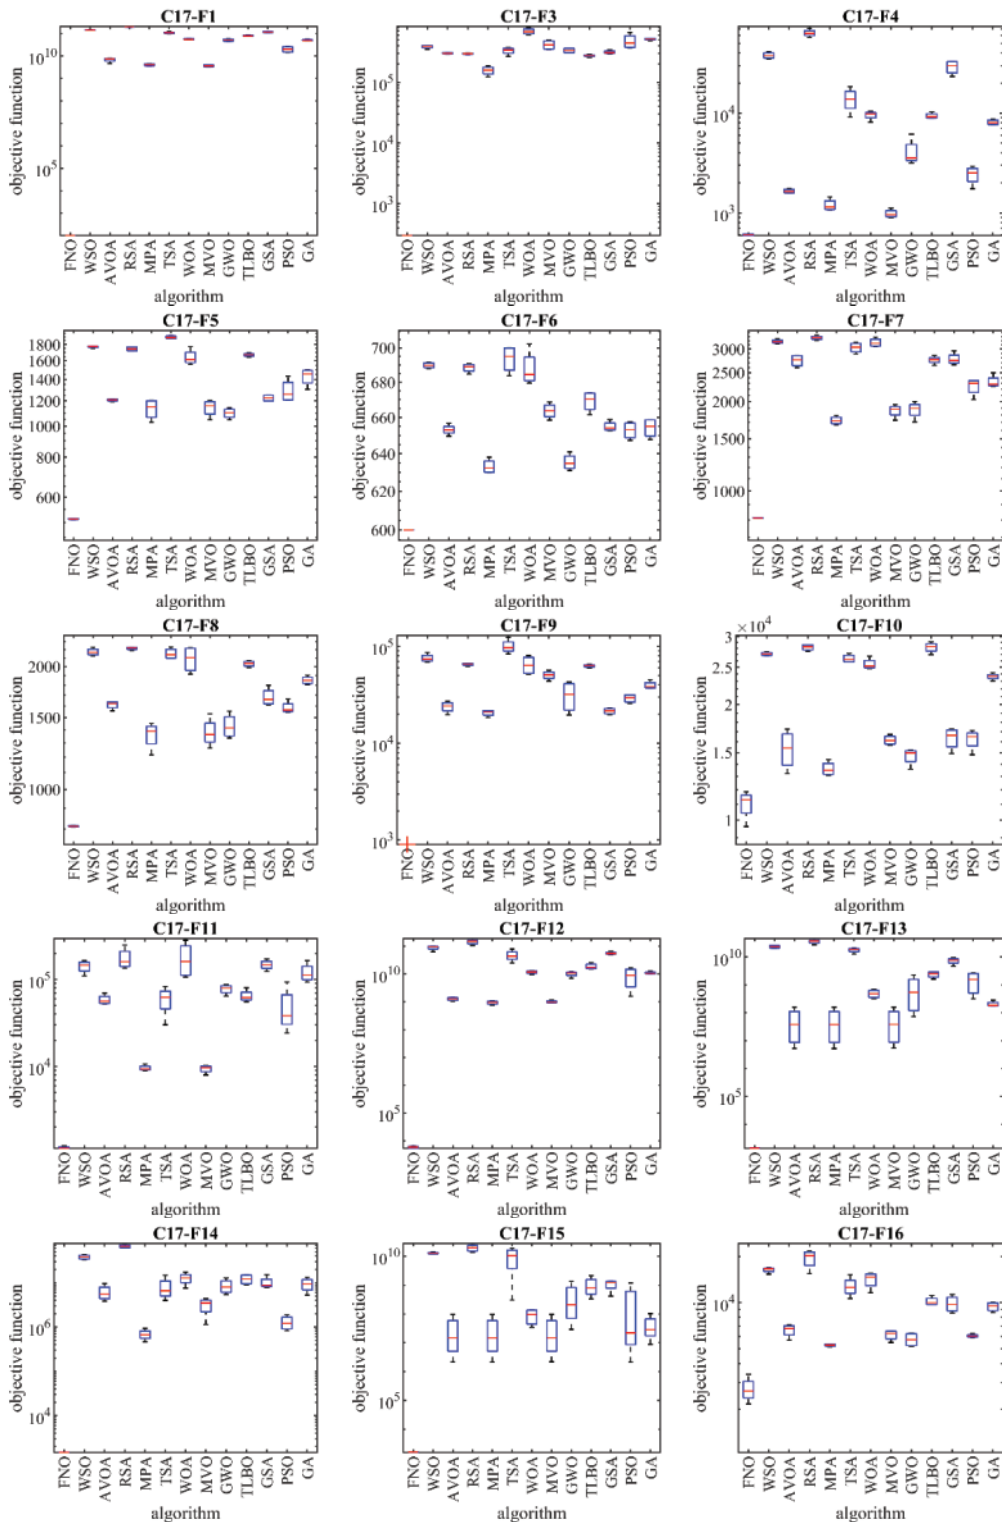 C17-F1
objective function
10^10
10^5
FNO WSO AVOA RSA MPA TSA WOA MVO GWO TLBO GSA PSO GA
algorithm
C17-F3
objective function
10^5
10^4
10^3
FNO WSO AVOA RSA MPA TSA WOA MVO GWO TLBO GSA PSO GA
algorithm
C17-F4
objective function
10^4
10^3
FNO WSO AVOA RSA MPA TSA WOA MVO GWO TLBO GSA PSO GA
algorithm
C17-F5
objective function
1800
1600
1400
1200
1000
800
600
FNO WSO AVOA RSA MPA TSA WOA MVO GWO TLBO GSA PSO GA
algorithm
C17-F6
objective function
700
680
660
640
620
600
FNO WSO AVOA RSA MPA TSA WOA MVO GWO TLBO GSA PSO GA
algorithm
C17-F7
objective function
3000
2500
2000
1500
1000
FNO WSO AVOA RSA MPA TSA WOA MVO GWO TLBO GSA PSO GA
algorithm
C17-F8
objective function
2000
1500
1000
FNO WSO AVOA RSA MPA TSA WOA MVO GWO TLBO GSA PSO GA
algorithm
C17-F9
objective function
10^5
10^4
10^3
FNO WSO AVOA RSA MPA TSA WOA MVO GWO TLBO GSA PSO GA
algorithm
C17-F10
× 10^4
objective function
3
2.5
2
1.5
1
FNO WSO AVOA RSA MPA TSA WOA MVO GWO TLBO GSA PSO GA
algorithm
C17-F11
objective function
10^5
10^4
FNO WSO AVOA RSA MPA TSA WOA MVO GWO TLBO GSA PSO GA
algorithm
C17-F12
objective function
10^10
10^5
FNO WSO AVOA RSA MPA TSA WOA MVO GWO TLBO GSA PSO GA
algorithm
C17-F13
objective function
10^10
10^5
FNO WSO AVOA RSA MPA TSA WOA MVO GWO TLBO GSA PSO GA
algorithm
C17-F14
objective function
10^6
10^4
FNO WSO AVOA RSA MPA TSA WOA MVO GWO TLBO GSA PSO GA
algorithm
C17-F15
objective function
10^10
10^5
FNO WSO AVOA RSA MPA TSA WOA MVO GWO TLBO GSA PSO GA
algorithm
C17-F16
objective function
10^4
FNO WSO AVOA RSA MPA TSA WOA MVO GWO TLBO GSA PSO GA
algorithm